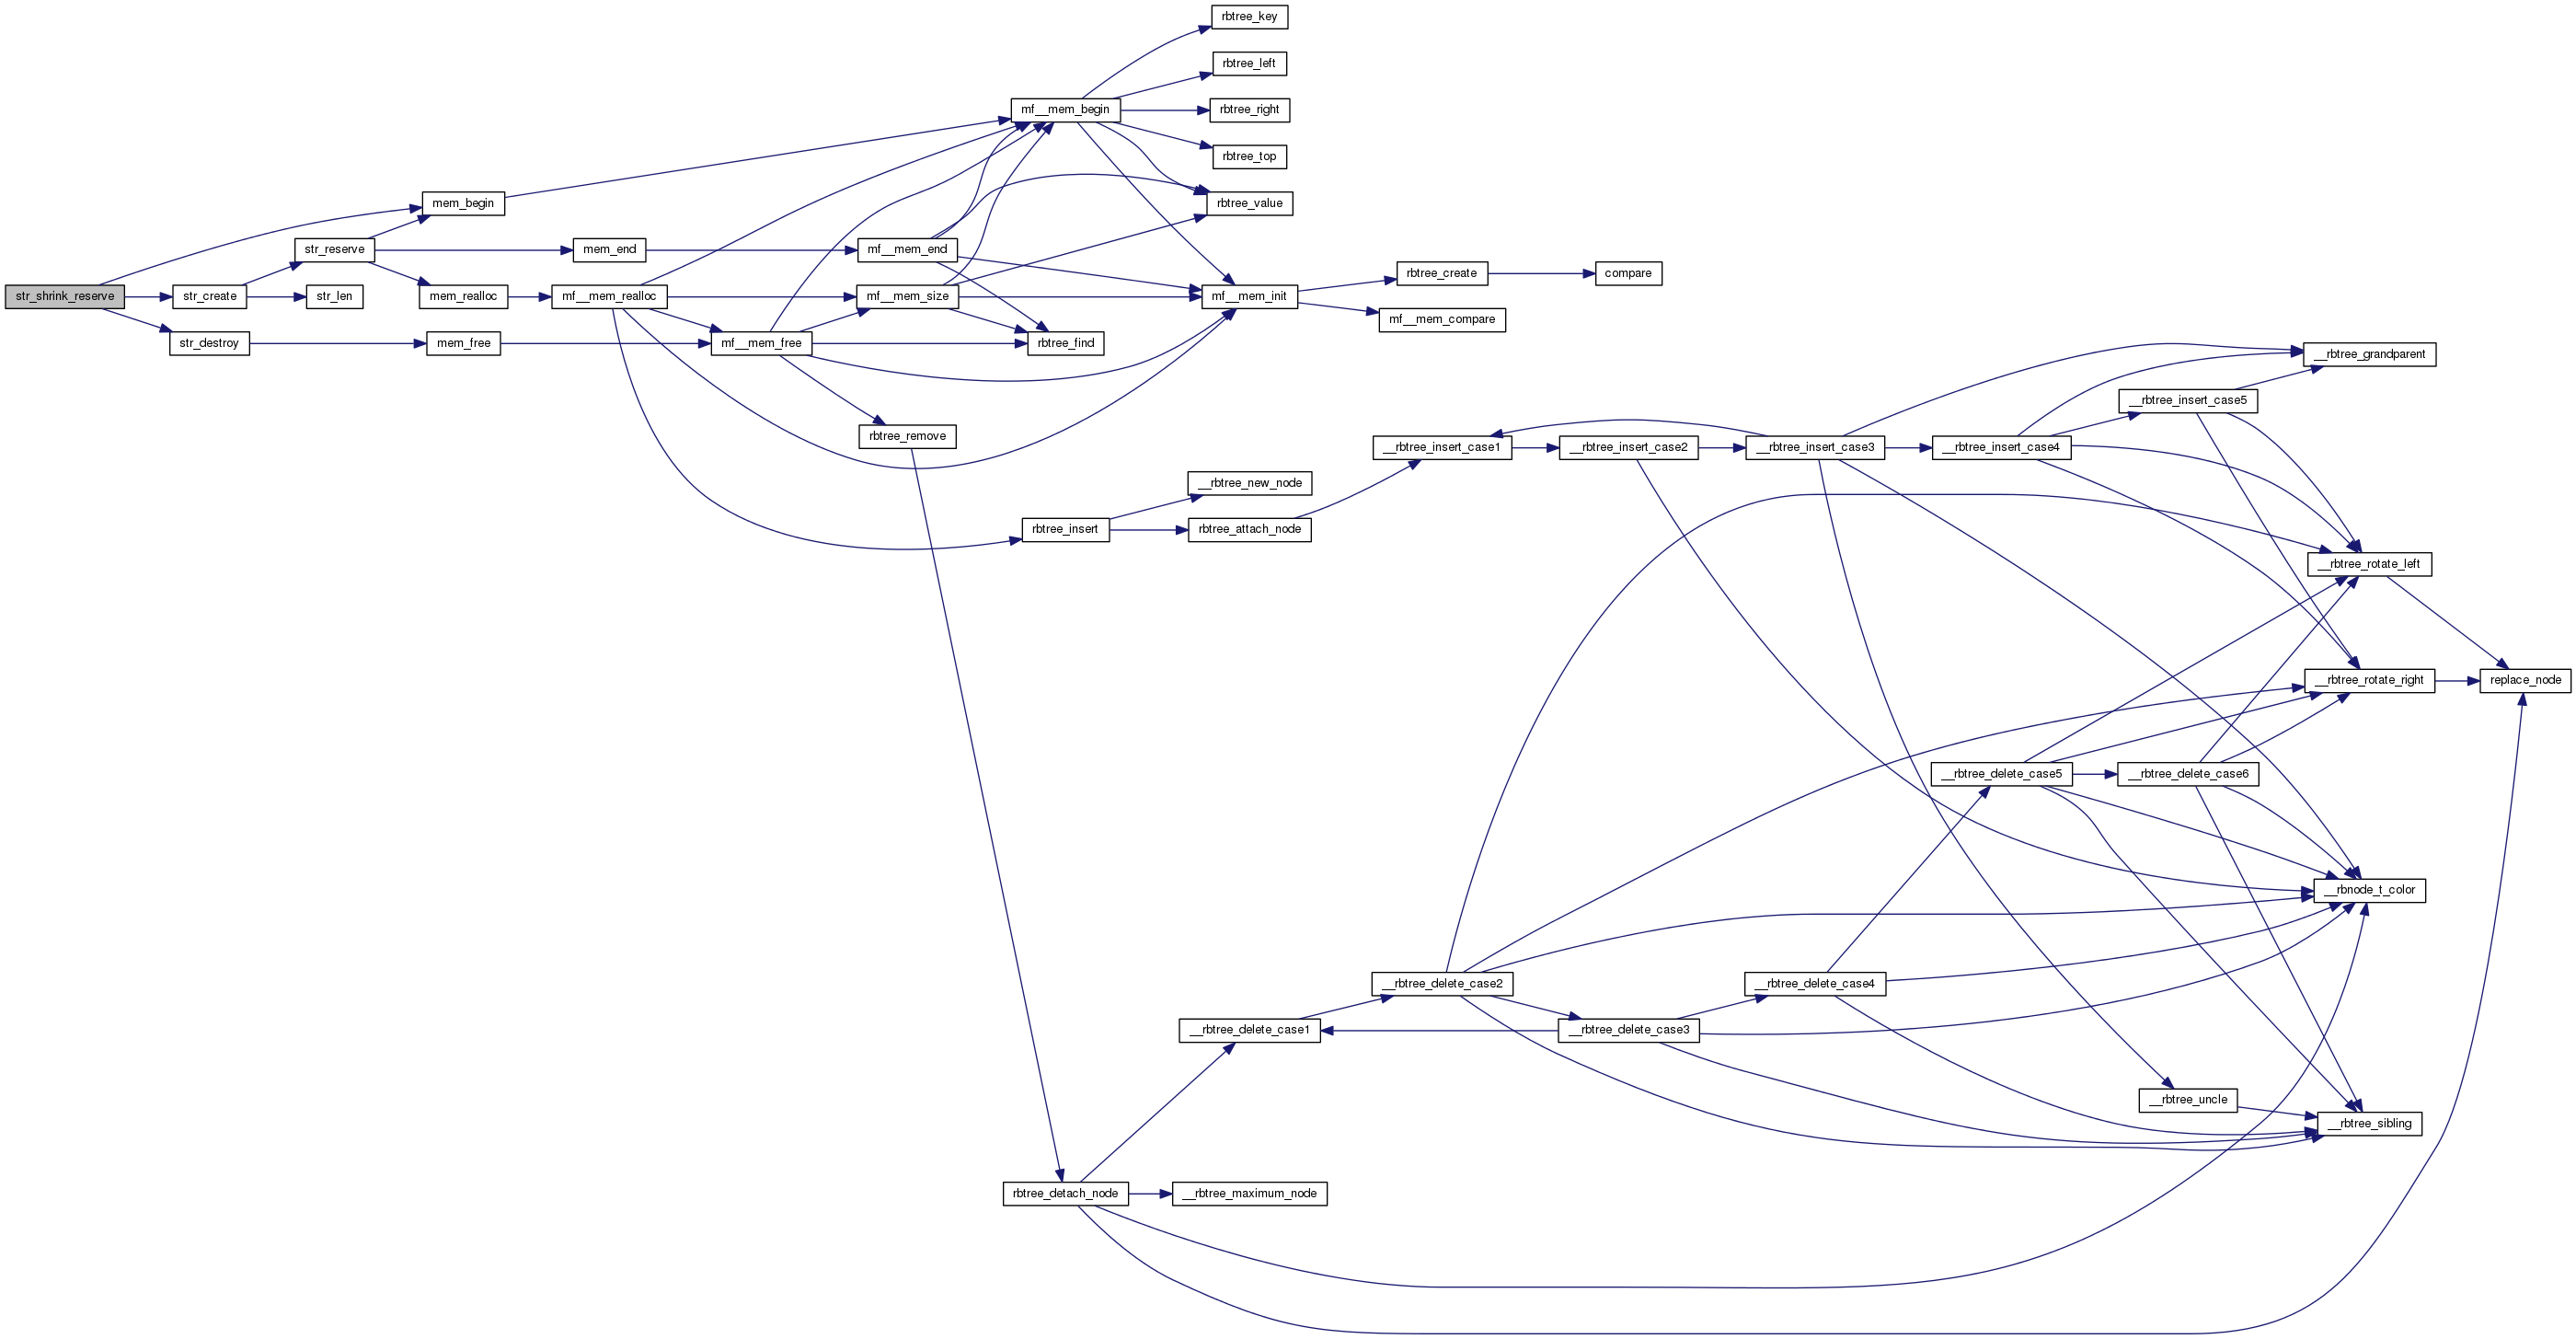 rbtree_key
rbtree_left
mf__mem_begin
rbtree_right
rbtree_top
mem_begin
rbtree_value
str_reserve
mem_end
mf__mem_end
rbtree_create
compare
str_shrink_reserve
str_create
str_len
mem_realloc
mf__mem_realloc
mf__mem_size
mf__mem_init
mf__mem_compare
str_destroy
mem_free
mf__mem_free
rbtree_find
__rbtree_grandparent
__rbtree_insert_case5
rbtree_remove
__rbtree_insert_case1
__rbtree_insert_case2
__rbtree_insert_case3
__rbtree_insert_case4
__rbtree_new_node
rbtree_insert
rbtree_attach_node
__rbtree_rotate_left
__rbtree_rotate_right
replace_node
__rbtree_delete_case5
__rbtree_delete_case6
__rbnode_t_color
__rbtree_delete_case2
__rbtree_delete_case4
__rbtree_delete_case1
__rbtree_delete_case3
__rbtree_uncle
__rbtree_sibling
rbtree_detach_node
__rbtree_maximum_node